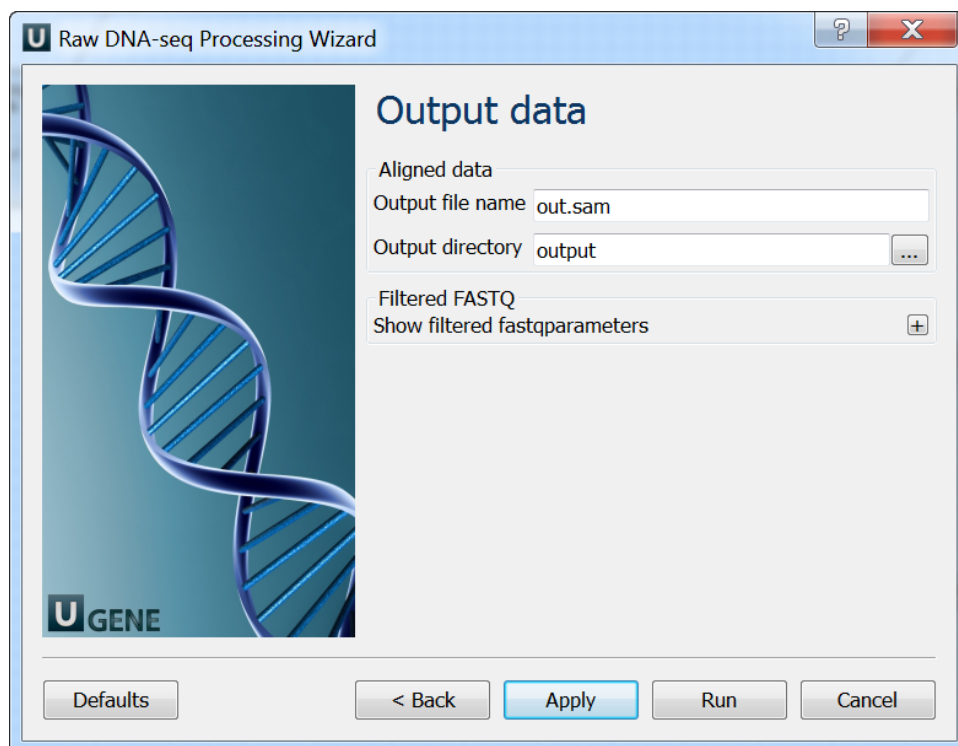 U Raw DNA-seq Processing Wizard
Output data
Aligned data
Output file name out.sam
Output directory output ...
Filtered FASTQ
Show filtered fastqparameters +
U GENE
Defaults < Back Apply Run Cancel